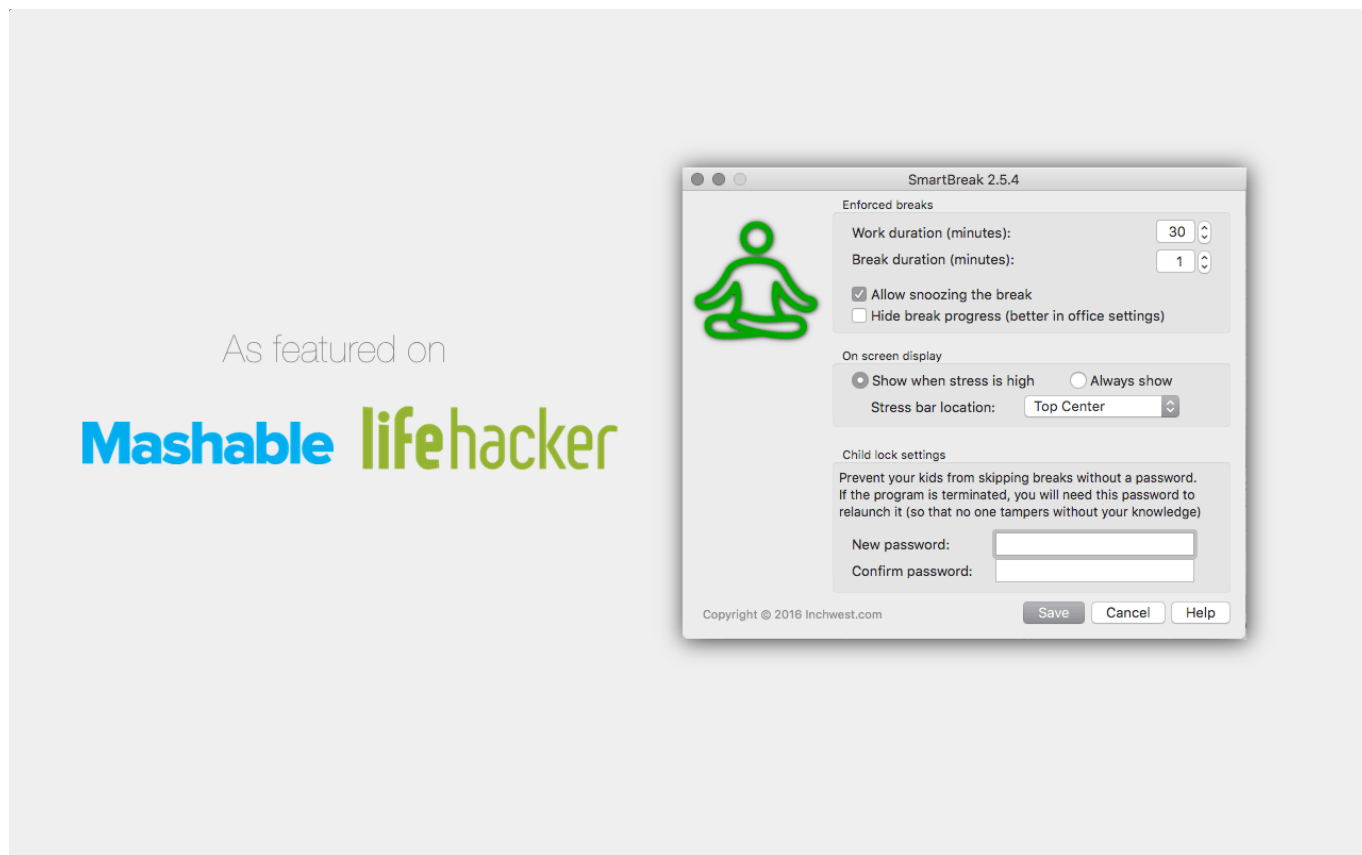 As featured on
Mashable lifehacker
SmartBreak 2.5.4
Enforced breaks
Work duration (minutes): 30
Break duration (minutes): 1
Allow snoozing the break
Hide break progress (better in office settings)
On screen display
Show when stress is high Always show
Stress bar location: Top Center
Child lock settings
Prevent your kids from skipping breaks without a password.
If the program is terminated, you will need this password to
relaunch it (so that no one tampers without your knowledge)
New password:
Confirm password:
Copyright © 2016 Inchwest.com Save Cancel Help